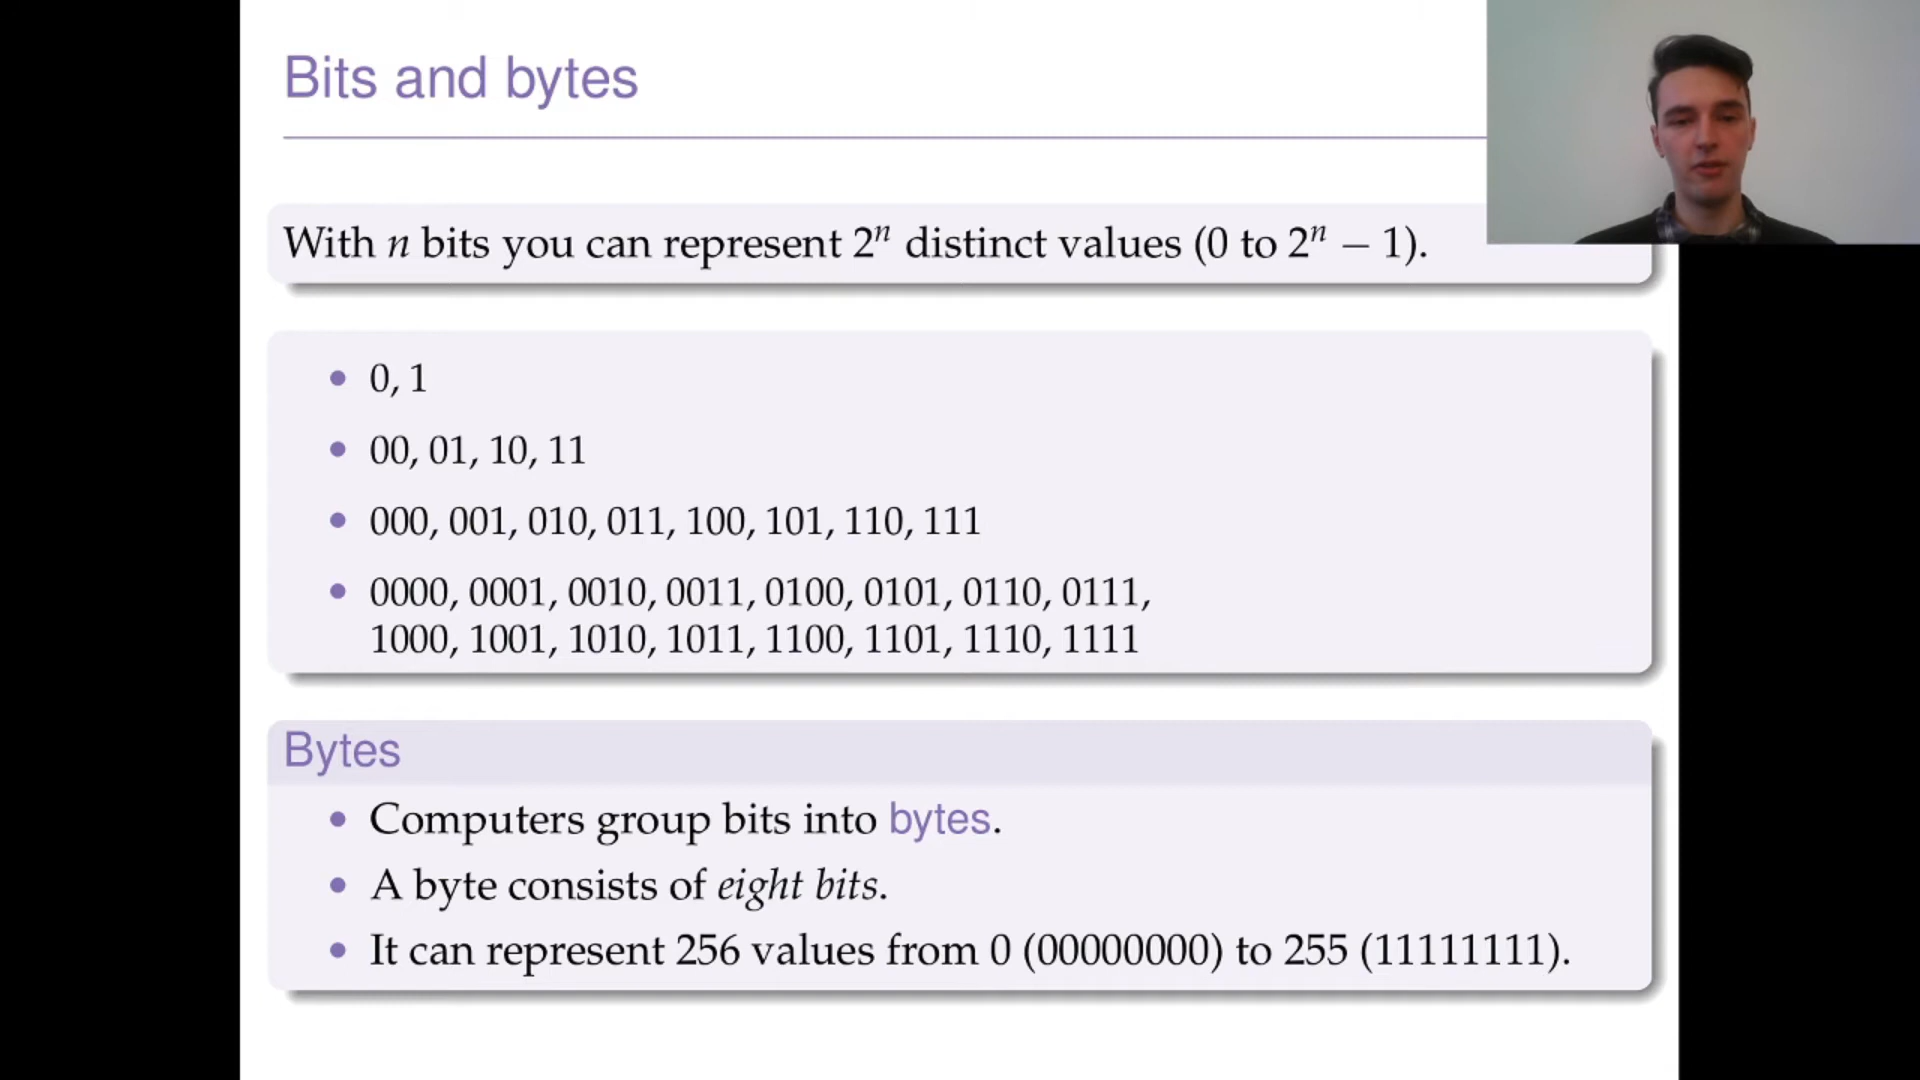 Bits and bytes
With n bits you can represent 2ⁿ distinct values (0 to 2ⁿ − 1).
• 0, 1
• 00, 01, 10, 11
• 000, 001, 010, 011, 100, 101, 110, 111
• 0000, 0001, 0010, 0011, 0100, 0101, 0110, 0111,
1000, 1001, 1010, 1011, 1100, 1101, 1110, 1111
Bytes
• Computers group bits into bytes.
• A byte consists of eight bits.
• It can represent 256 values from 0 (00000000) to 255 (11111111).